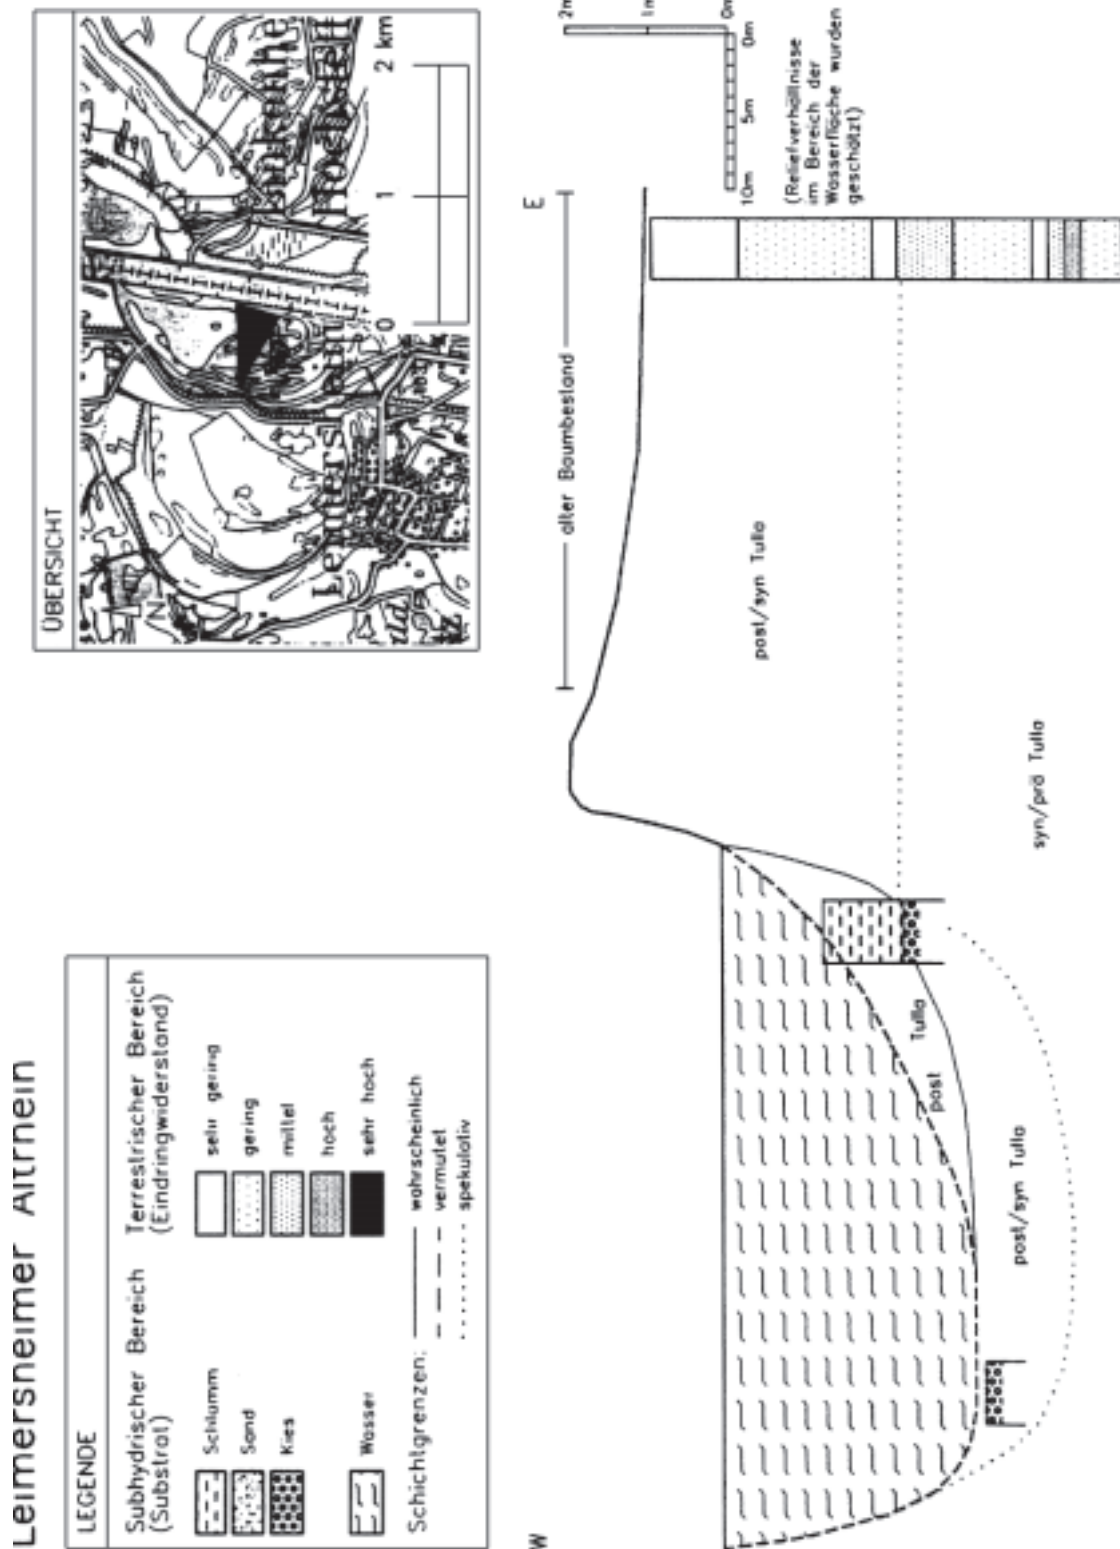 Leimersheimer Altrhein
LEGENDE
Subhydrischer Bereich
(Substrat)
Schlamm
Sand
Kies
Wasser
Terrestrischer Bereich
(Eindringwiderstand)
sehr gering
gering
mittel
hoch
sehr hoch
Schichtgrenzen:
wahrscheinlich
vermutet
spekulativ
ÜBERSICHT
N
Leimersheim
0
1
2 km
W
E
alter Baumbestand
2m
1m
0m
10m
5m
0m
(Reliefverhältnisse
im Bereich der
Wasserfläche wurden
geschätzt)
post/syn Tulla
syn/prä Tulla
post Tulla
post/syn Tulla